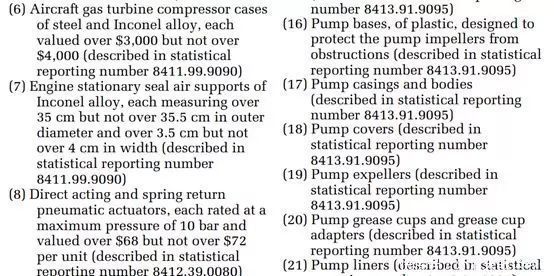 (6) Aircraft gas turbine compressor cases
of steel and Inconel alloy, each
valued over $3,000 but not over
$4,000 (described in statistical
reporting number 8411.99.9090)
(7) Engine stationary seal air supports of
Inconel alloy, each measuring over
35 cm but not over 35.5 cm in outer
diameter and over 3.5 cm but not
over 4 cm in width (described in
statistical reporting number
8411.99.9090)
(8) Direct acting and spring return
pneumatic actuators, each rated at a
maximum pressure of 10 bar and
valued over $68 but not over $72
per unit (described in statistical
reporting number 8412.39.0080)
number 8413.91.9095)
(16) Pump bases, of plastic, designed to
protect the pump impellers from
obstructions (described in statistical
reporting number 8413.91.9095)
(17) Pump casings and bodies
(described in statistical reporting
number 8413.91.9095)
(18) Pump covers (described in
statistical reporting number
8413.91.9095)
(19) Pump expellers (described in
statistical reporting number
8413.91.9095)
(20) Pump grease cups and grease cup
adapters (described in statistical
reporting number 8413.91.9095)
(21) Pump liners (described in statistical